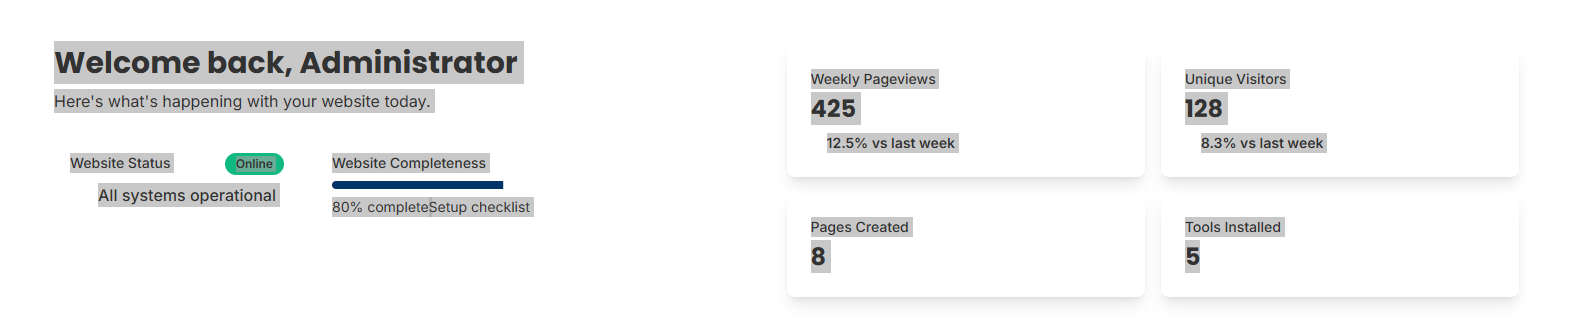 Welcome back, Administrator
Here's what's happening with your website today.
Website Status
Online
All systems operational
Website Completeness
80% complete
Setup checklist
Weekly Pageviews
425
12.5% vs last week
Unique Visitors
128
8.3% vs last week
Pages Created
8
Tools Installed
5